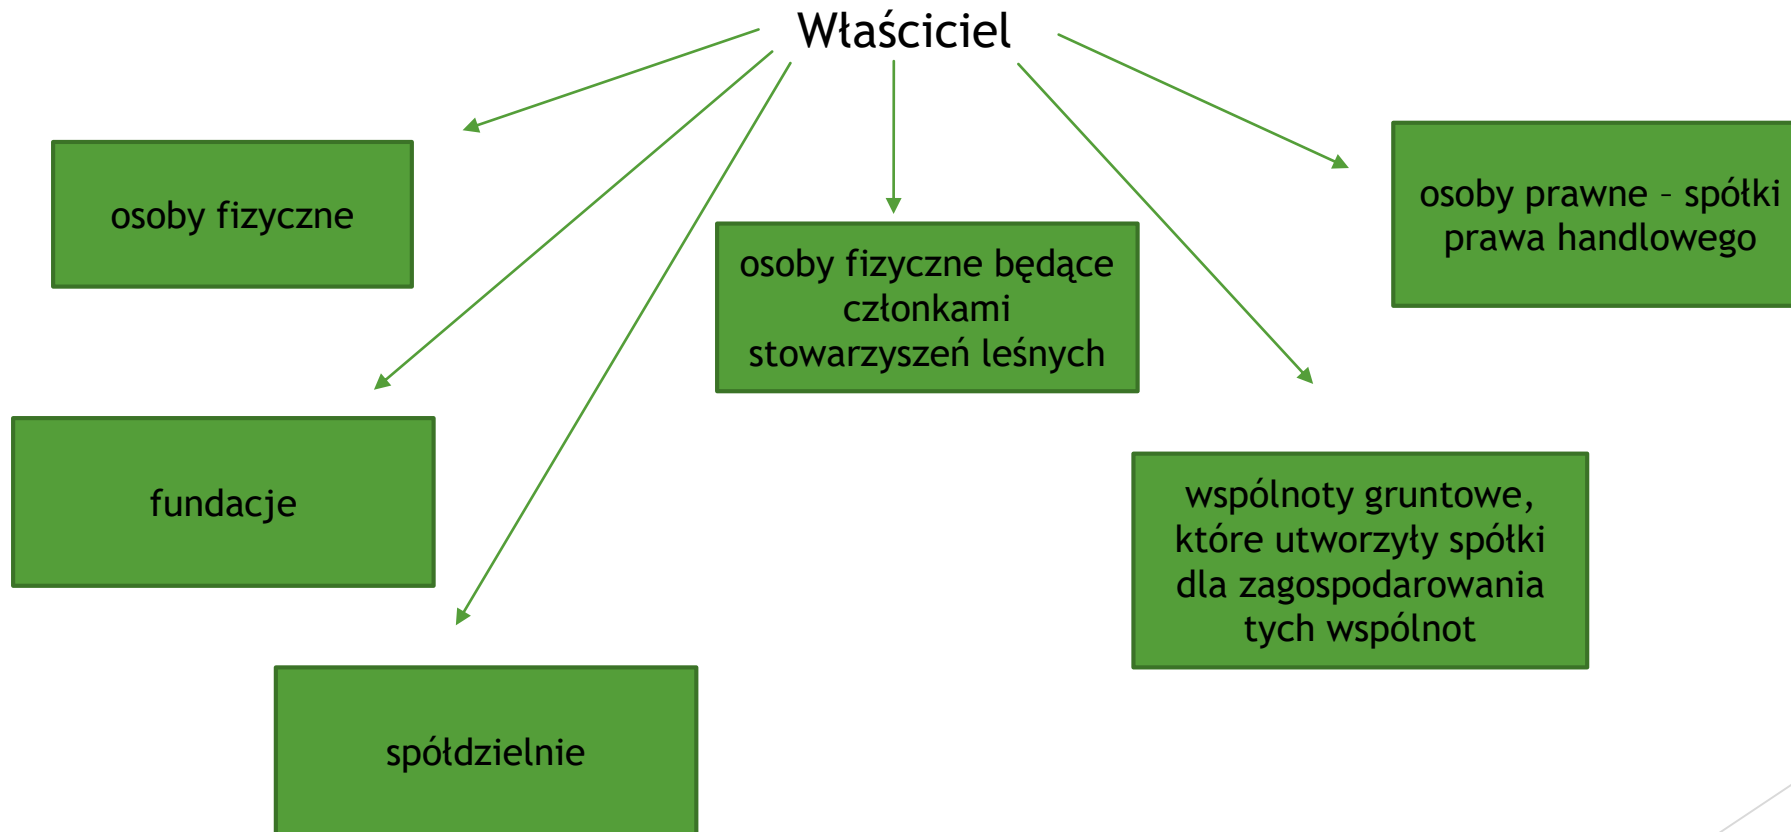 Właściciel
osoby fizyczne
osoby prawne – spółki
prawa handlowego
osoby fizyczne będące
członkami
stowarzyszeń leśnych
fundacje
wspólnoty gruntowe,
które utworzyły spółki
dla zagospodarowania
tych wspólnot
spółdzielnie